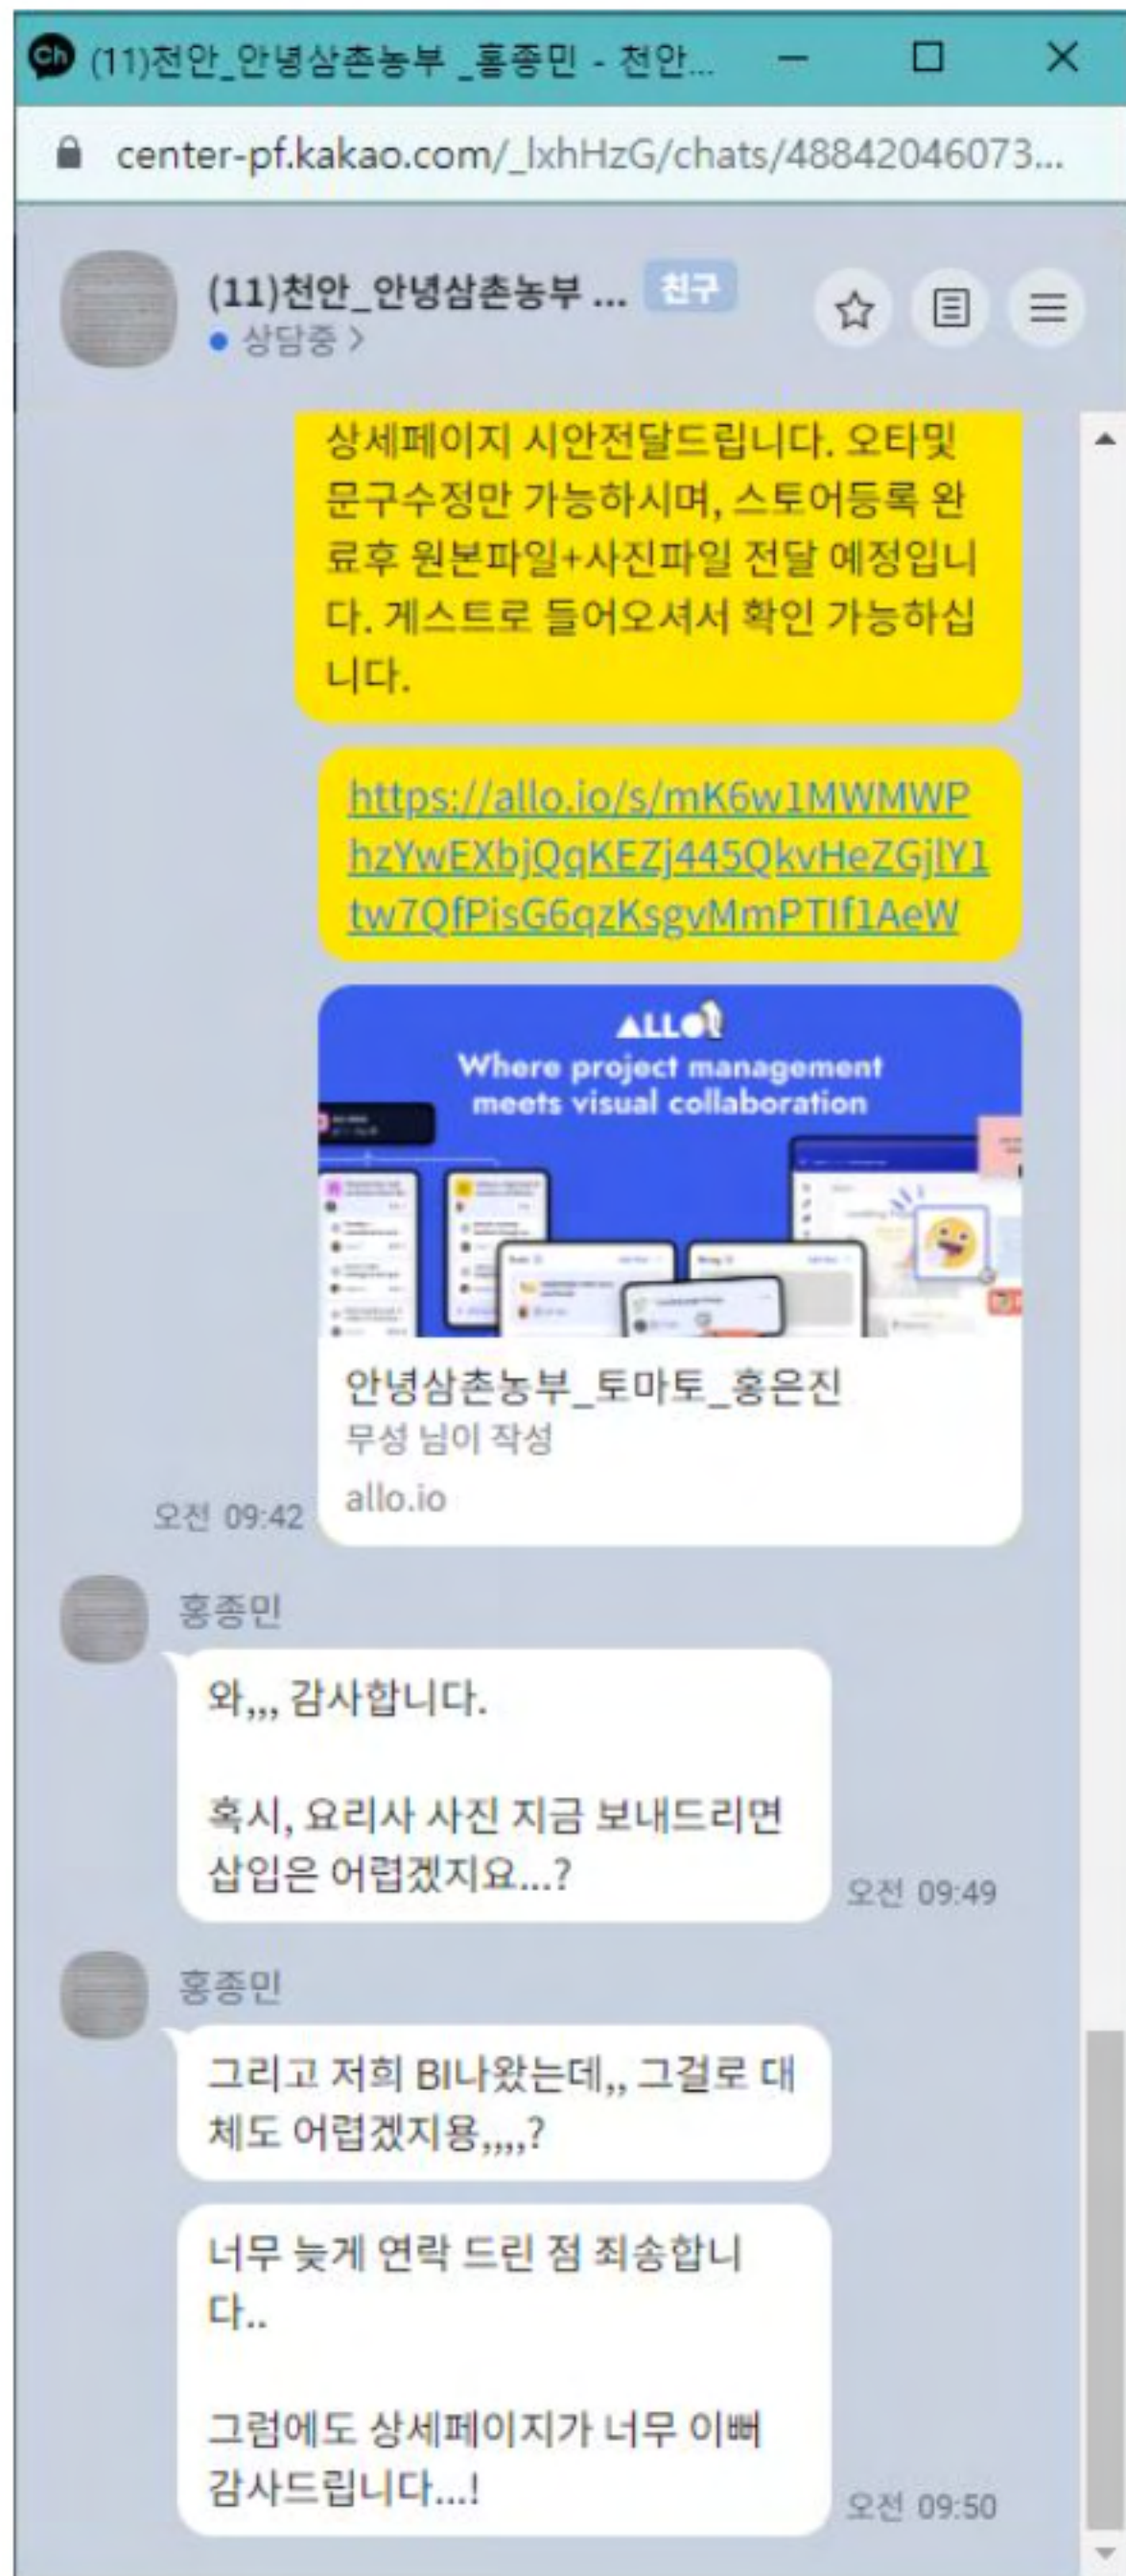 (11)천안_안녕삼촌농부 _홍종민 - 천안...
center-pf.kakao.com/_lxhHzG/chats/48842046073...
(11)천안_안녕삼촌농부 ... 친구
상담중 >
상세페이지 시안전달드립니다. 오타및
문구수정만 가능하시며, 스토어등록 완
료후 원본파일+사진파일 전달 예정입니
다. 게스트로 들어오셔서 확인 가능하십
니다.
https://allo.io/s/mK6w1MWMWP
hzYwEXbjQqKEZj445QkvHeZGjlY1
tw7QfPisG6qzKsgvMmPTIf1AeW
ALLO
Where project management
meets visual collaboration
안녕삼촌농부_토마토_홍은진
무성 님이 작성
allo.io
오전 09:42
홍종민
와,,, 감사합니다.
혹시, 요리사 사진 지금 보내드리면
삽입은 어렵겠지요...?
오전 09:49
홍종민
그리고 저희 BI나왔는데,, 그걸로 대
체도 어렵겠지용,,,,?
너무 늦게 연락 드린 점 죄송합니
다..
그럼에도 상세페이지가 너무 이뻐
감사드립니다...!
오전 09:50